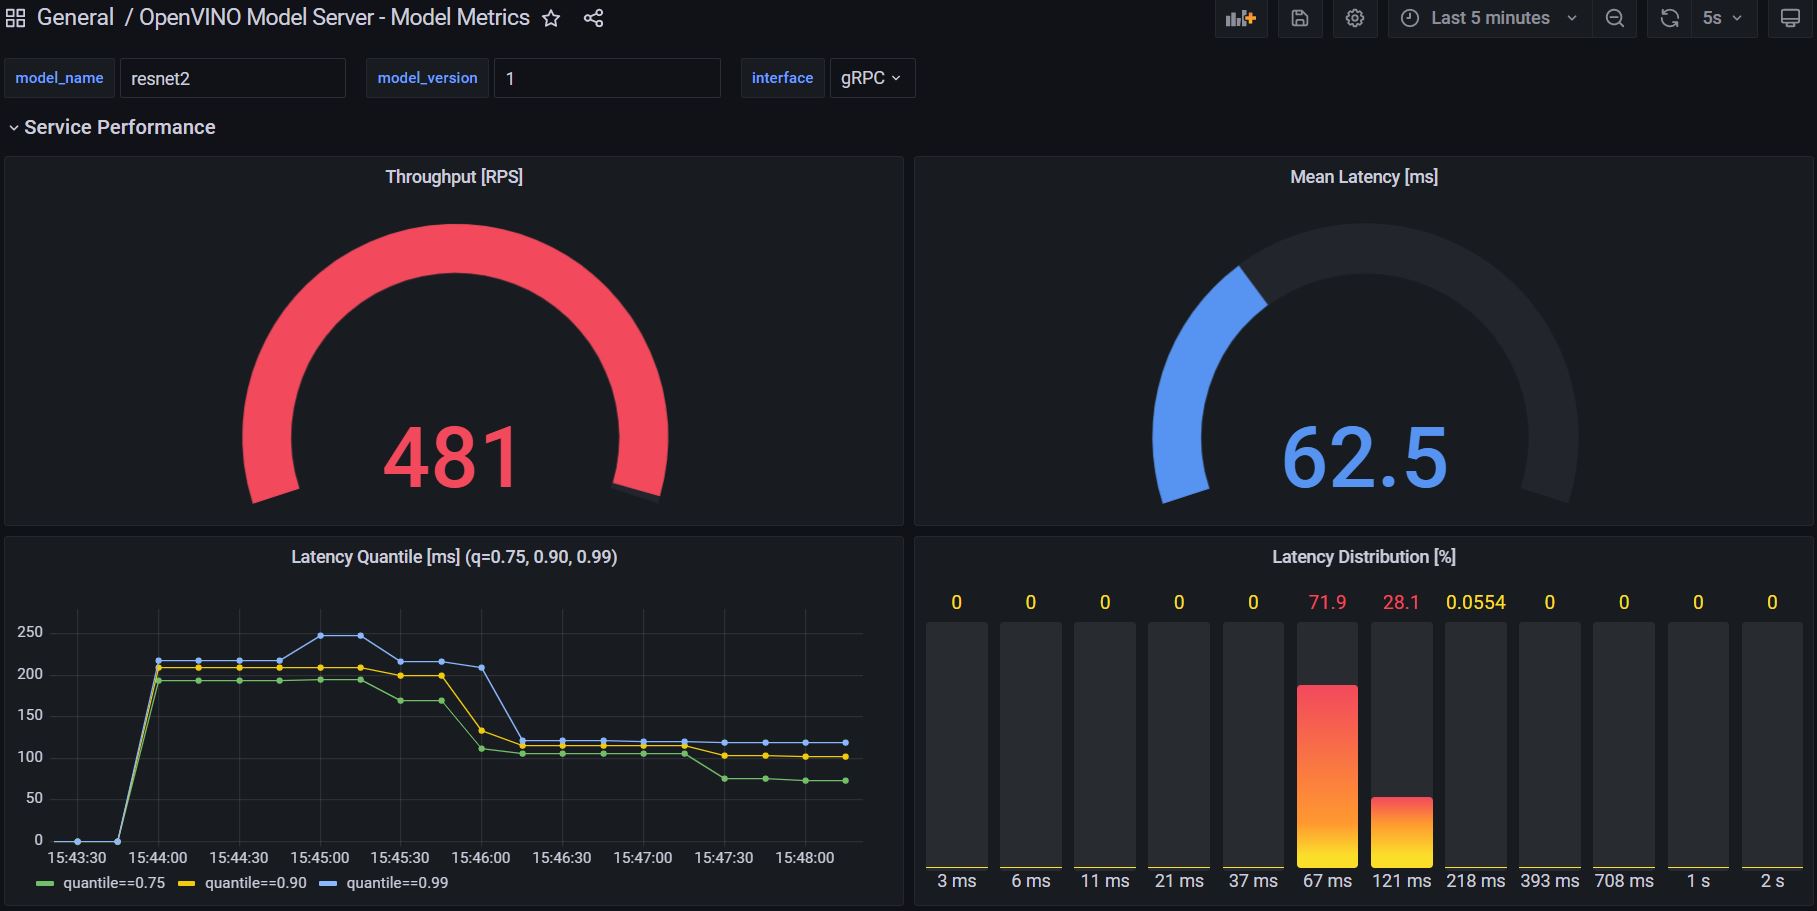 General / OpenVINO Model Server - Model Metrics
Last 5 minutes
5s
model_name resnet2 model_version 1 interface gRPC
Service Performance
Throughput [RPS]
481
Mean Latency [ms]
62.5
Latency Quantile [ms] (q=0.75, 0.90, 0.99)
250
200
150
100
50
0
15:43:30 15:44:00 15:44:30 15:45:00 15:45:30 15:46:00 15:46:30 15:47:00 15:47:30 15:48:00
quantile==0.75 quantile==0.90 quantile==0.99
Latency Distribution [%]
0 0 0 0 0 71.9 28.1 0.0554 0 0 0 0
3 ms 6 ms 11 ms 21 ms 37 ms 67 ms 121 ms 218 ms 393 ms 708 ms 1 s 2 s